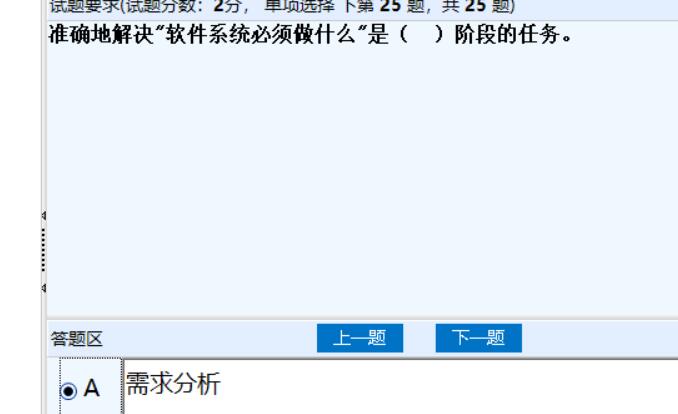 试题要求(试题分数：2分， 单项选择 下第 25 题，共 25 题)
准确地解决"软件系统必须做什么"是（　）阶段的任务。
答题区
上一题
下一题
A
需求分析